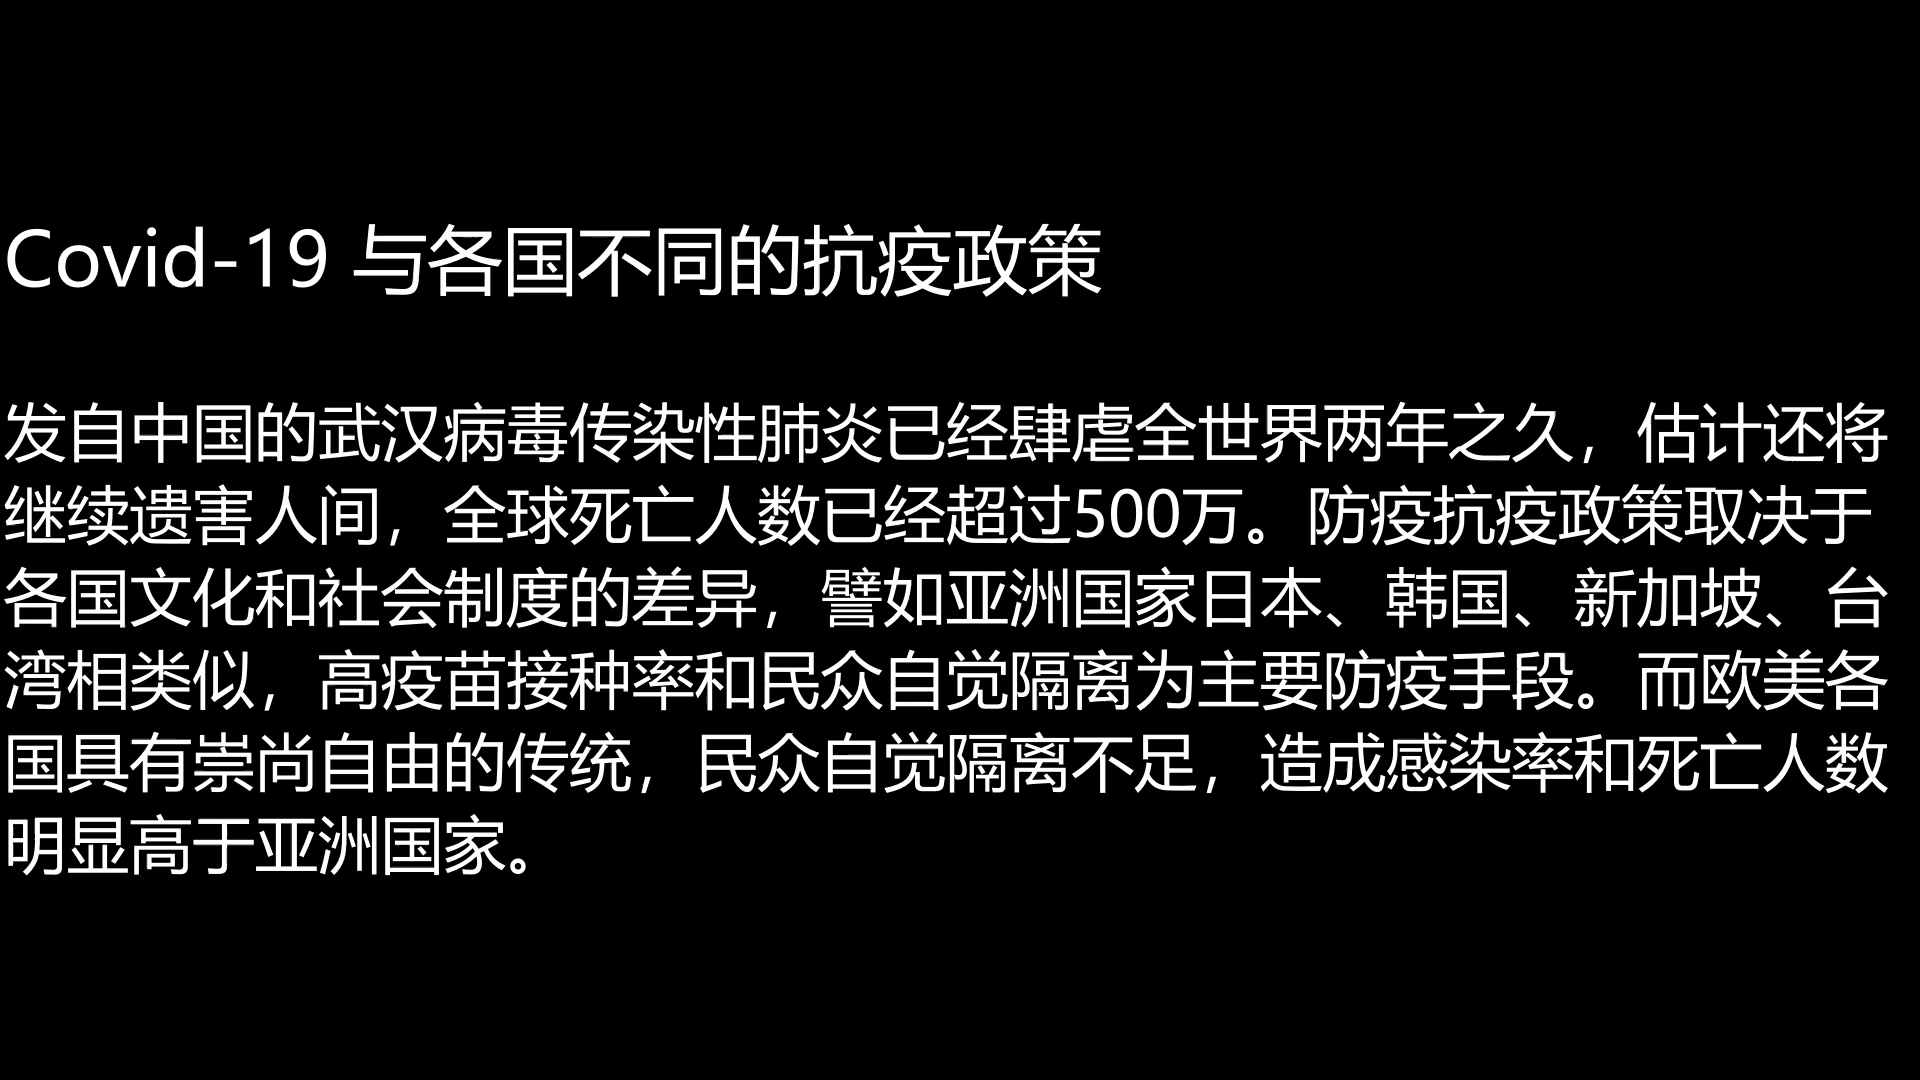 Covid-19 与各国不同的抗疫政策
发自中国的武汉病毒传染性肺炎已经肆虐全世界两年之久，估计还将
继续遗害人间，全球死亡人数已经超过500万。防疫抗疫政策取决于
各国文化和社会制度的差异，譬如亚洲国家日本、韩国、新加坡、台
湾相类似，高疫苗接种率和民众自觉隔离为主要防疫手段。而欧美各
国具有崇尚自由的传统，民众自觉隔离不足，造成感染率和死亡人数
明显高于亚洲国家。